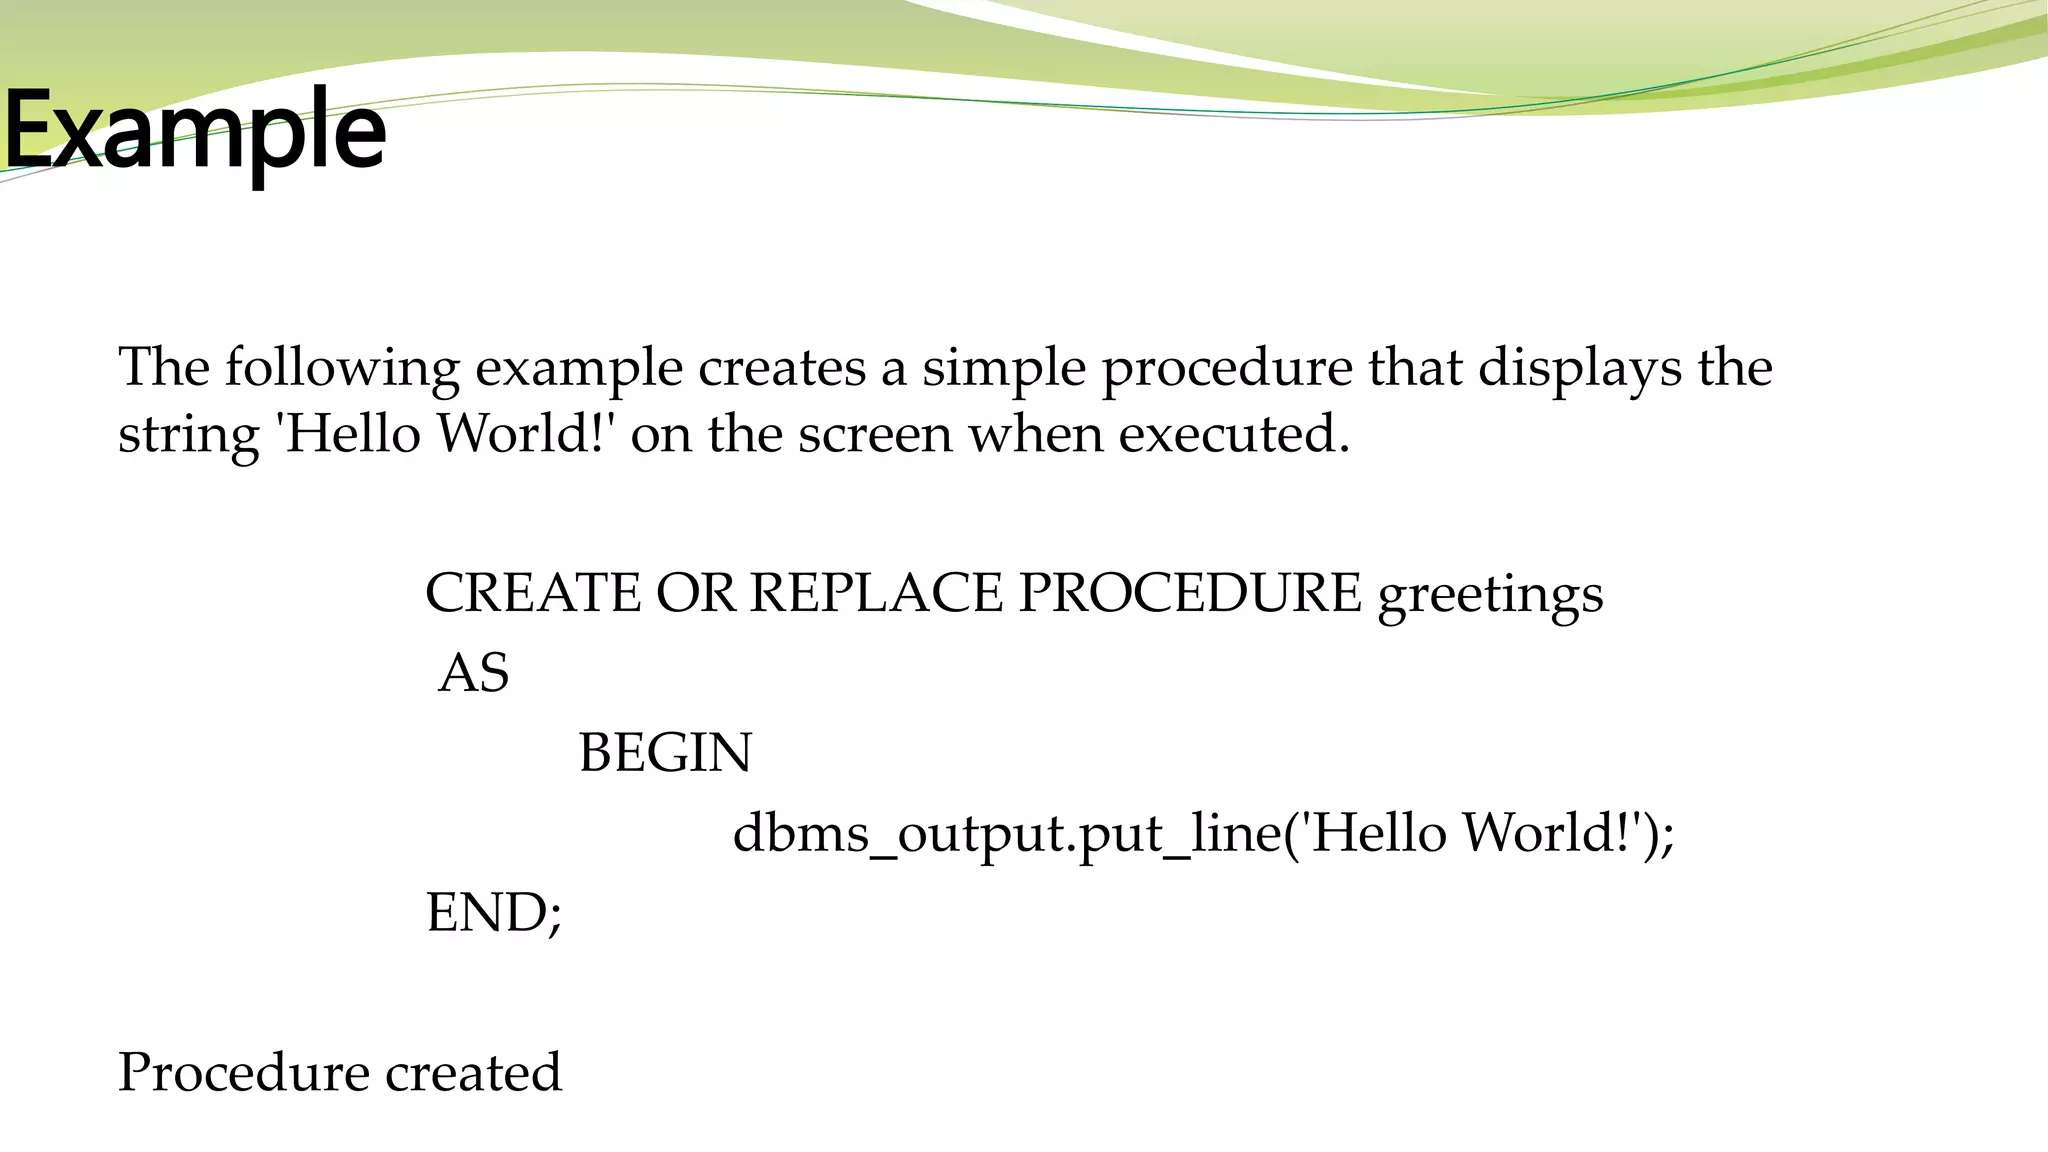 Example
The following example creates a simple procedure that displays the
string 'Hello World!' on the screen when executed.
CREATE OR REPLACE PROCEDURE greetings
AS
BEGIN
dbms_output.put_line('Hello World!');
END;
Procedure created